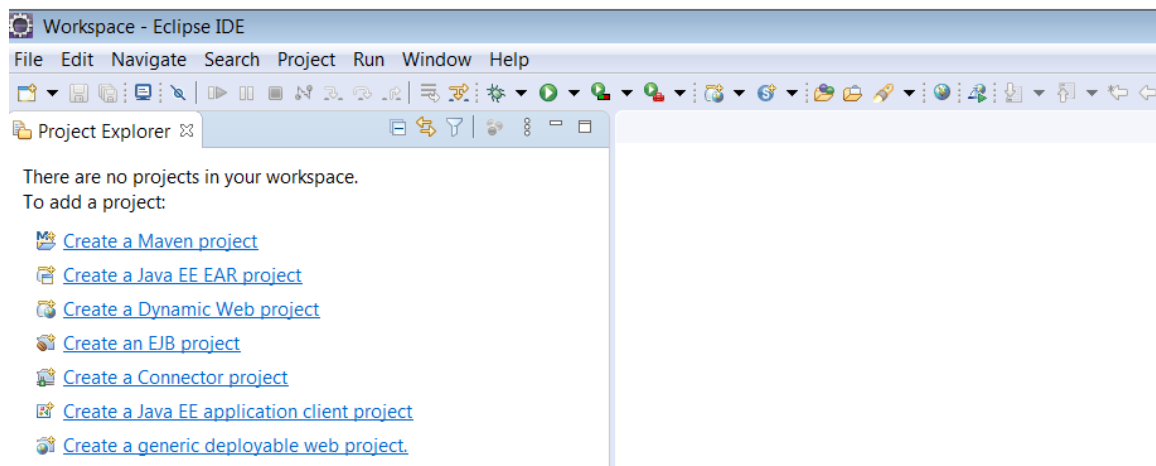 Workspace - Eclipse IDE
File Edit Navigate Search Project Run Window Help
Project Explorer
There are no projects in your workspace.
To add a project:
Create a Maven project
Create a Java EE EAR project
Create a Dynamic Web project
Create an EJB project
Create a Connector project
Create a Java EE application client project
Create a generic deployable web project.